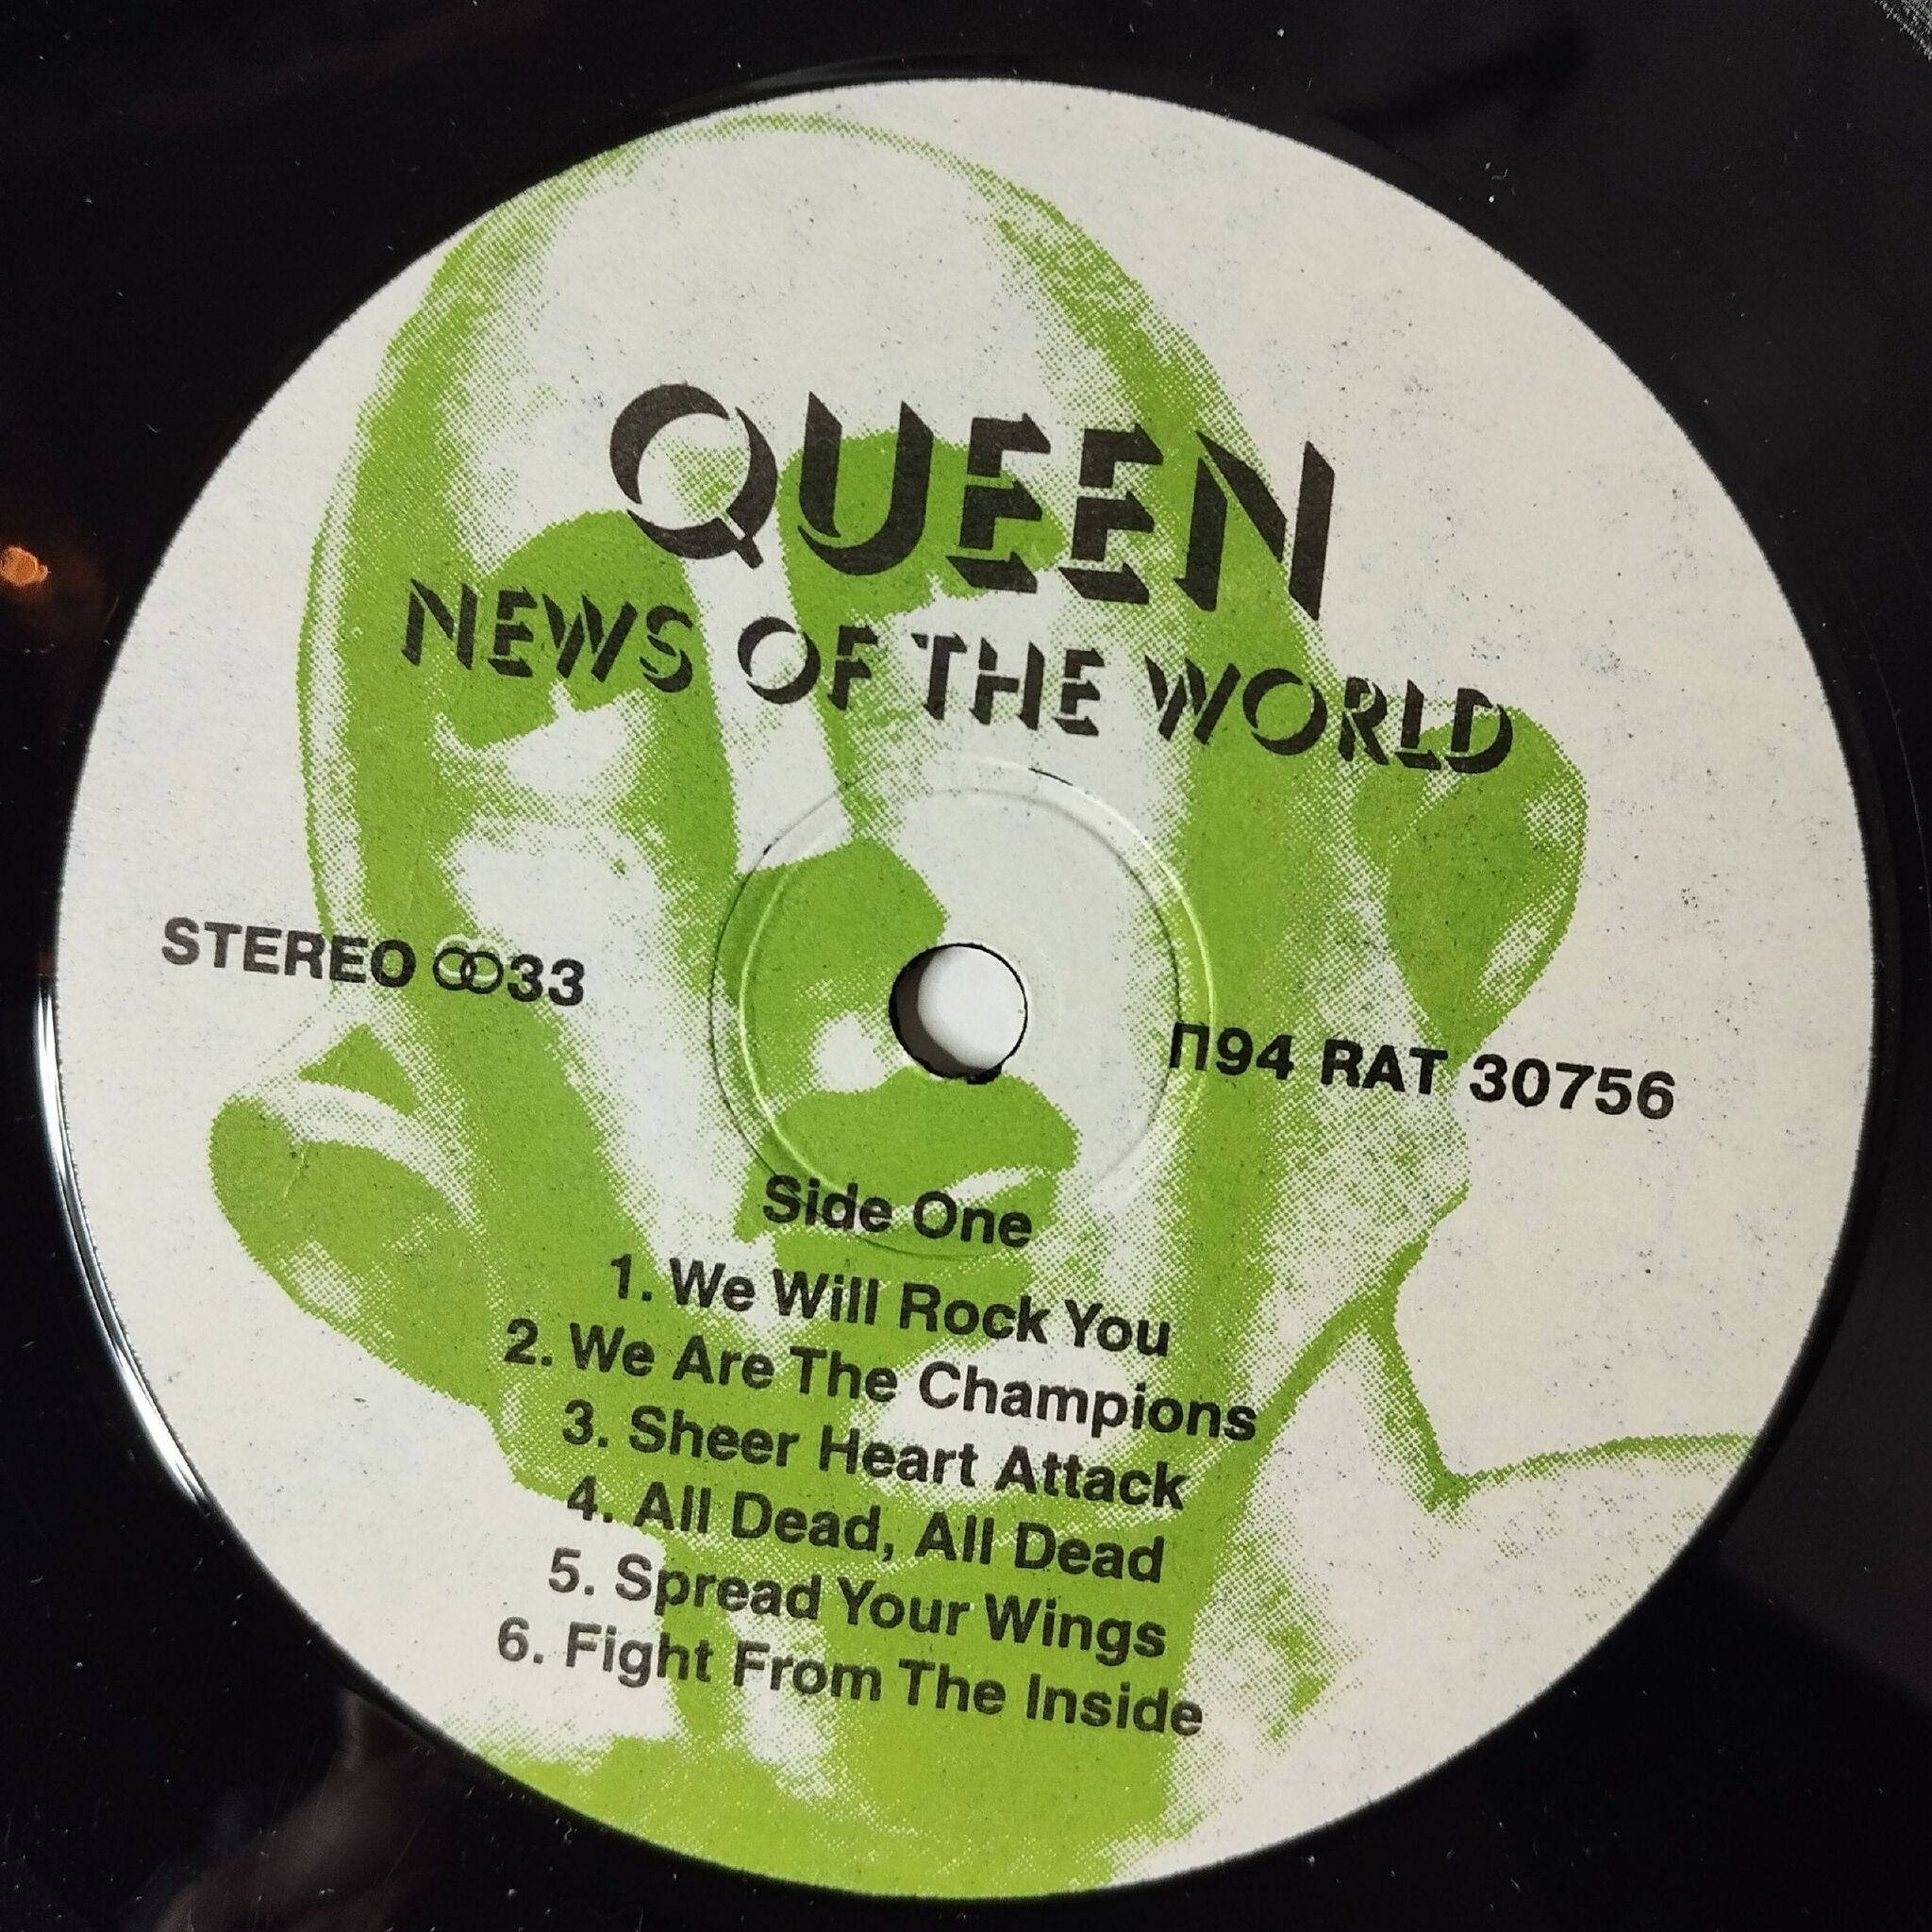 QUEEN
NEWS OF THE WORLD
STEREO ꝏ33
П94 RAT 30756
Side One
1. We Will Rock You
2. We Are The Champions
3. Sheer Heart Attack
4. All Dead, All Dead
5. Spread Your Wings
6. Fight From The Inside